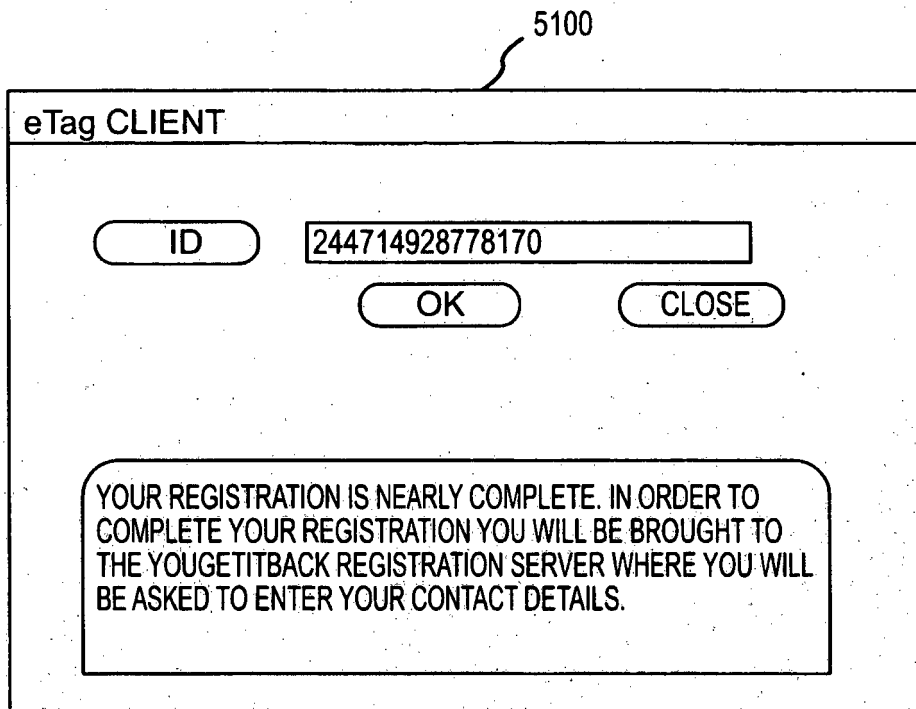 5100
eTag CLIENT
ID
244714928778170
OK
CLOSE
YOUR REGISTRATION IS NEARLY COMPLETE. IN ORDER TO
COMPLETE YOUR REGISTRATION YOU WILL BE BROUGHT TO
THE YOUGETITBACK REGISTRATION SERVER WHERE YOU WILL
BE ASKED TO ENTER YOUR CONTACT DETAILS.